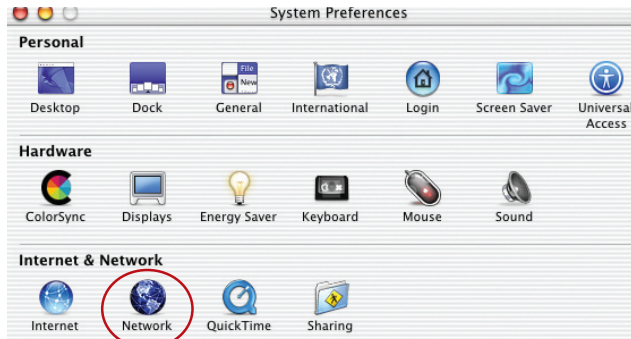 System Preferences
Personal
File
New
Desktop
Dock
General
International
Login
Screen Saver
Universal
Access
Hardware
ColorSync
Displays
Energy Saver
Keyboard
Mouse
Sound
Internet & Network
Internet
Network
QuickTime
Sharing